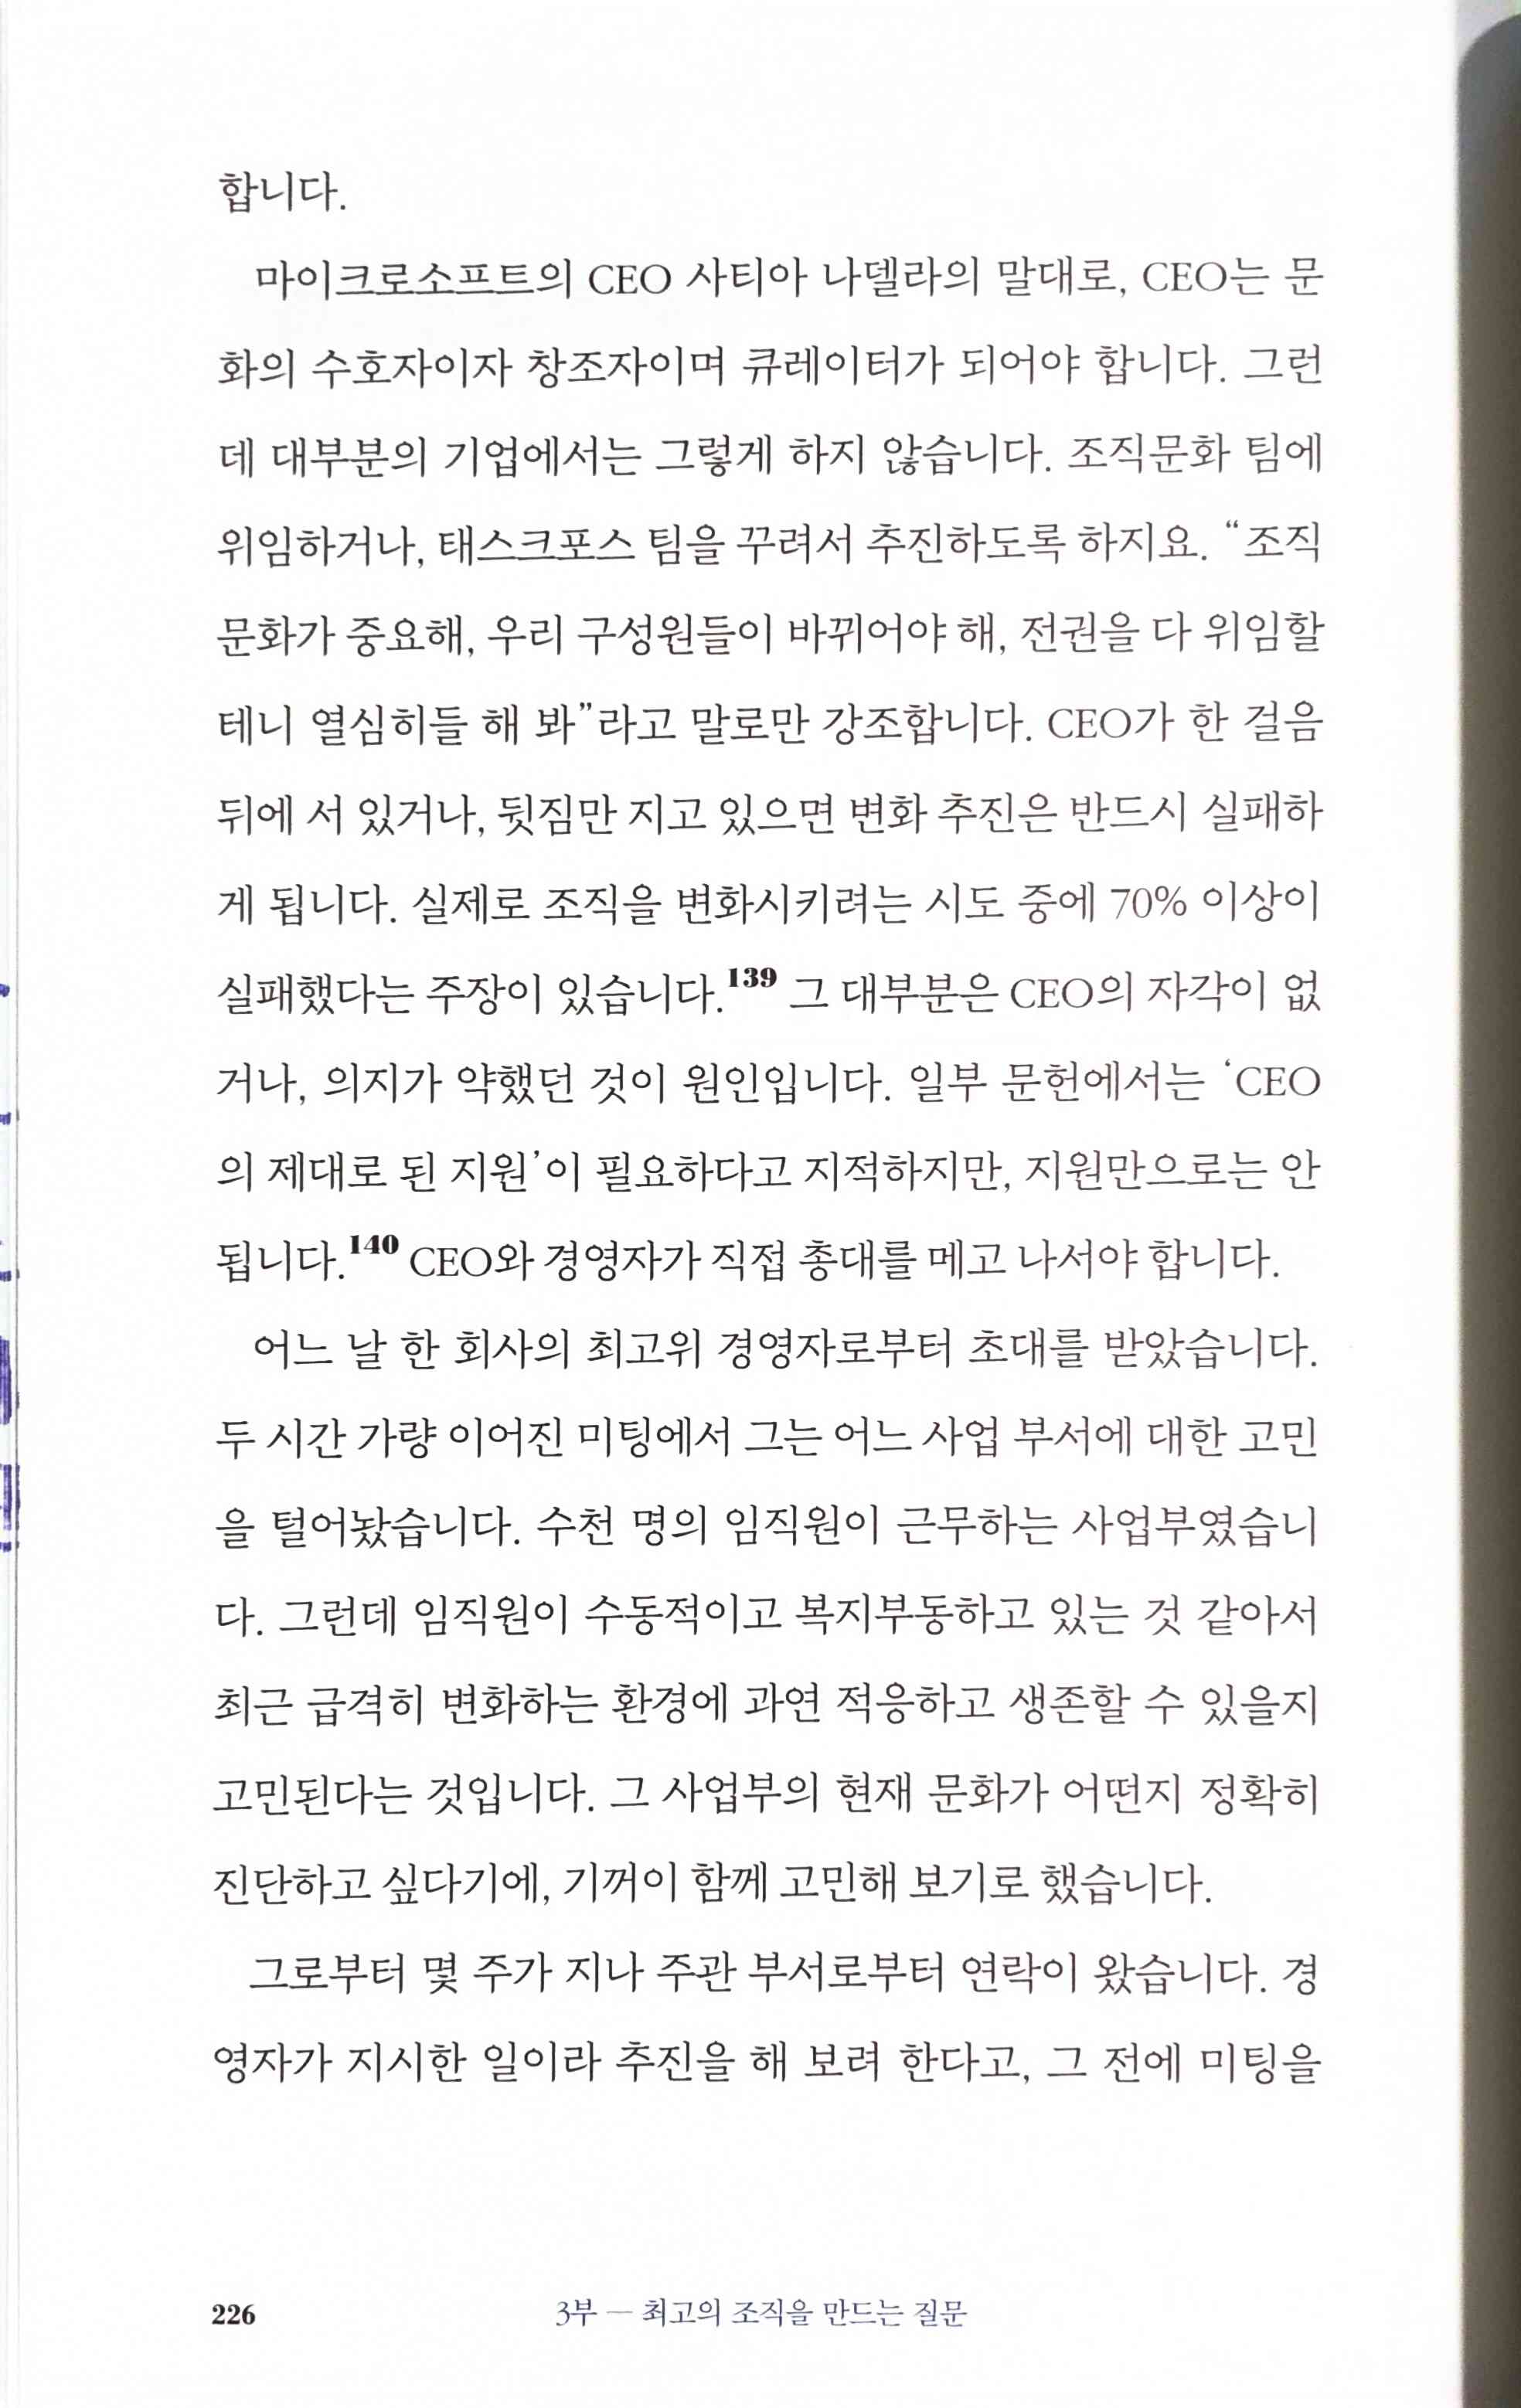 합니다.
마이크로소프트의 CEO 사티아 나델라의 말대로, CEO는 문
화의 수호자이자 창조자이며 큐레이터가 되어야 합니다. 그런
데 대부분의 기업에서는 그렇게 하지 않습니다. 조직문화 팀에
위임하거나, 태스크포스 팀을 꾸려서 추진하도록 하지요. “조직
문화가 중요해, 우리 구성원들이 바뀌어야 해, 전권을 다 위임할
테니 열심히들 해 봐”라고 말로만 강조합니다. CEO가 한 걸음
뒤에 서 있거나, 뒷짐만 지고 있으면 변화 추진은 반드시 실패하
게 됩니다. 실제로 조직을 변화시키려는 시도 중에 70% 이상이
실패했다는 주장이 있습니다.139 그 대부분은 CEO의 자각이 없
거나, 의지가 약했던 것이 원인입니다. 일부 문헌에서는 ‘CEO
의 제대로 된 지원’이 필요하다고 지적하지만, 지원만으로는 안
됩니다.140 CEO와 경영자가 직접 총대를 메고 나서야 합니다.
어느 날 한 회사의 최고위 경영자로부터 초대를 받았습니다.
두 시간 가량 이어진 미팅에서 그는 어느 사업 부서에 대한 고민
을 털어놨습니다. 수천 명의 임직원이 근무하는 사업부였습니
다. 그런데 임직원이 수동적이고 복지부동하고 있는 것 같아서
최근 급격히 변화하는 환경에 과연 적응하고 생존할 수 있을지
고민된다는 것입니다. 그 사업부의 현재 문화가 어떤지 정확히
진단하고 싶다기에, 기꺼이 함께 고민해 보기로 했습니다.
그로부터 몇 주가 지나 주관 부서로부터 연락이 왔습니다. 경
영자가 지시한 일이라 추진을 해 보려 한다고, 그 전에 미팅을
226 3부 — 최고의 조직을 만드는 질문